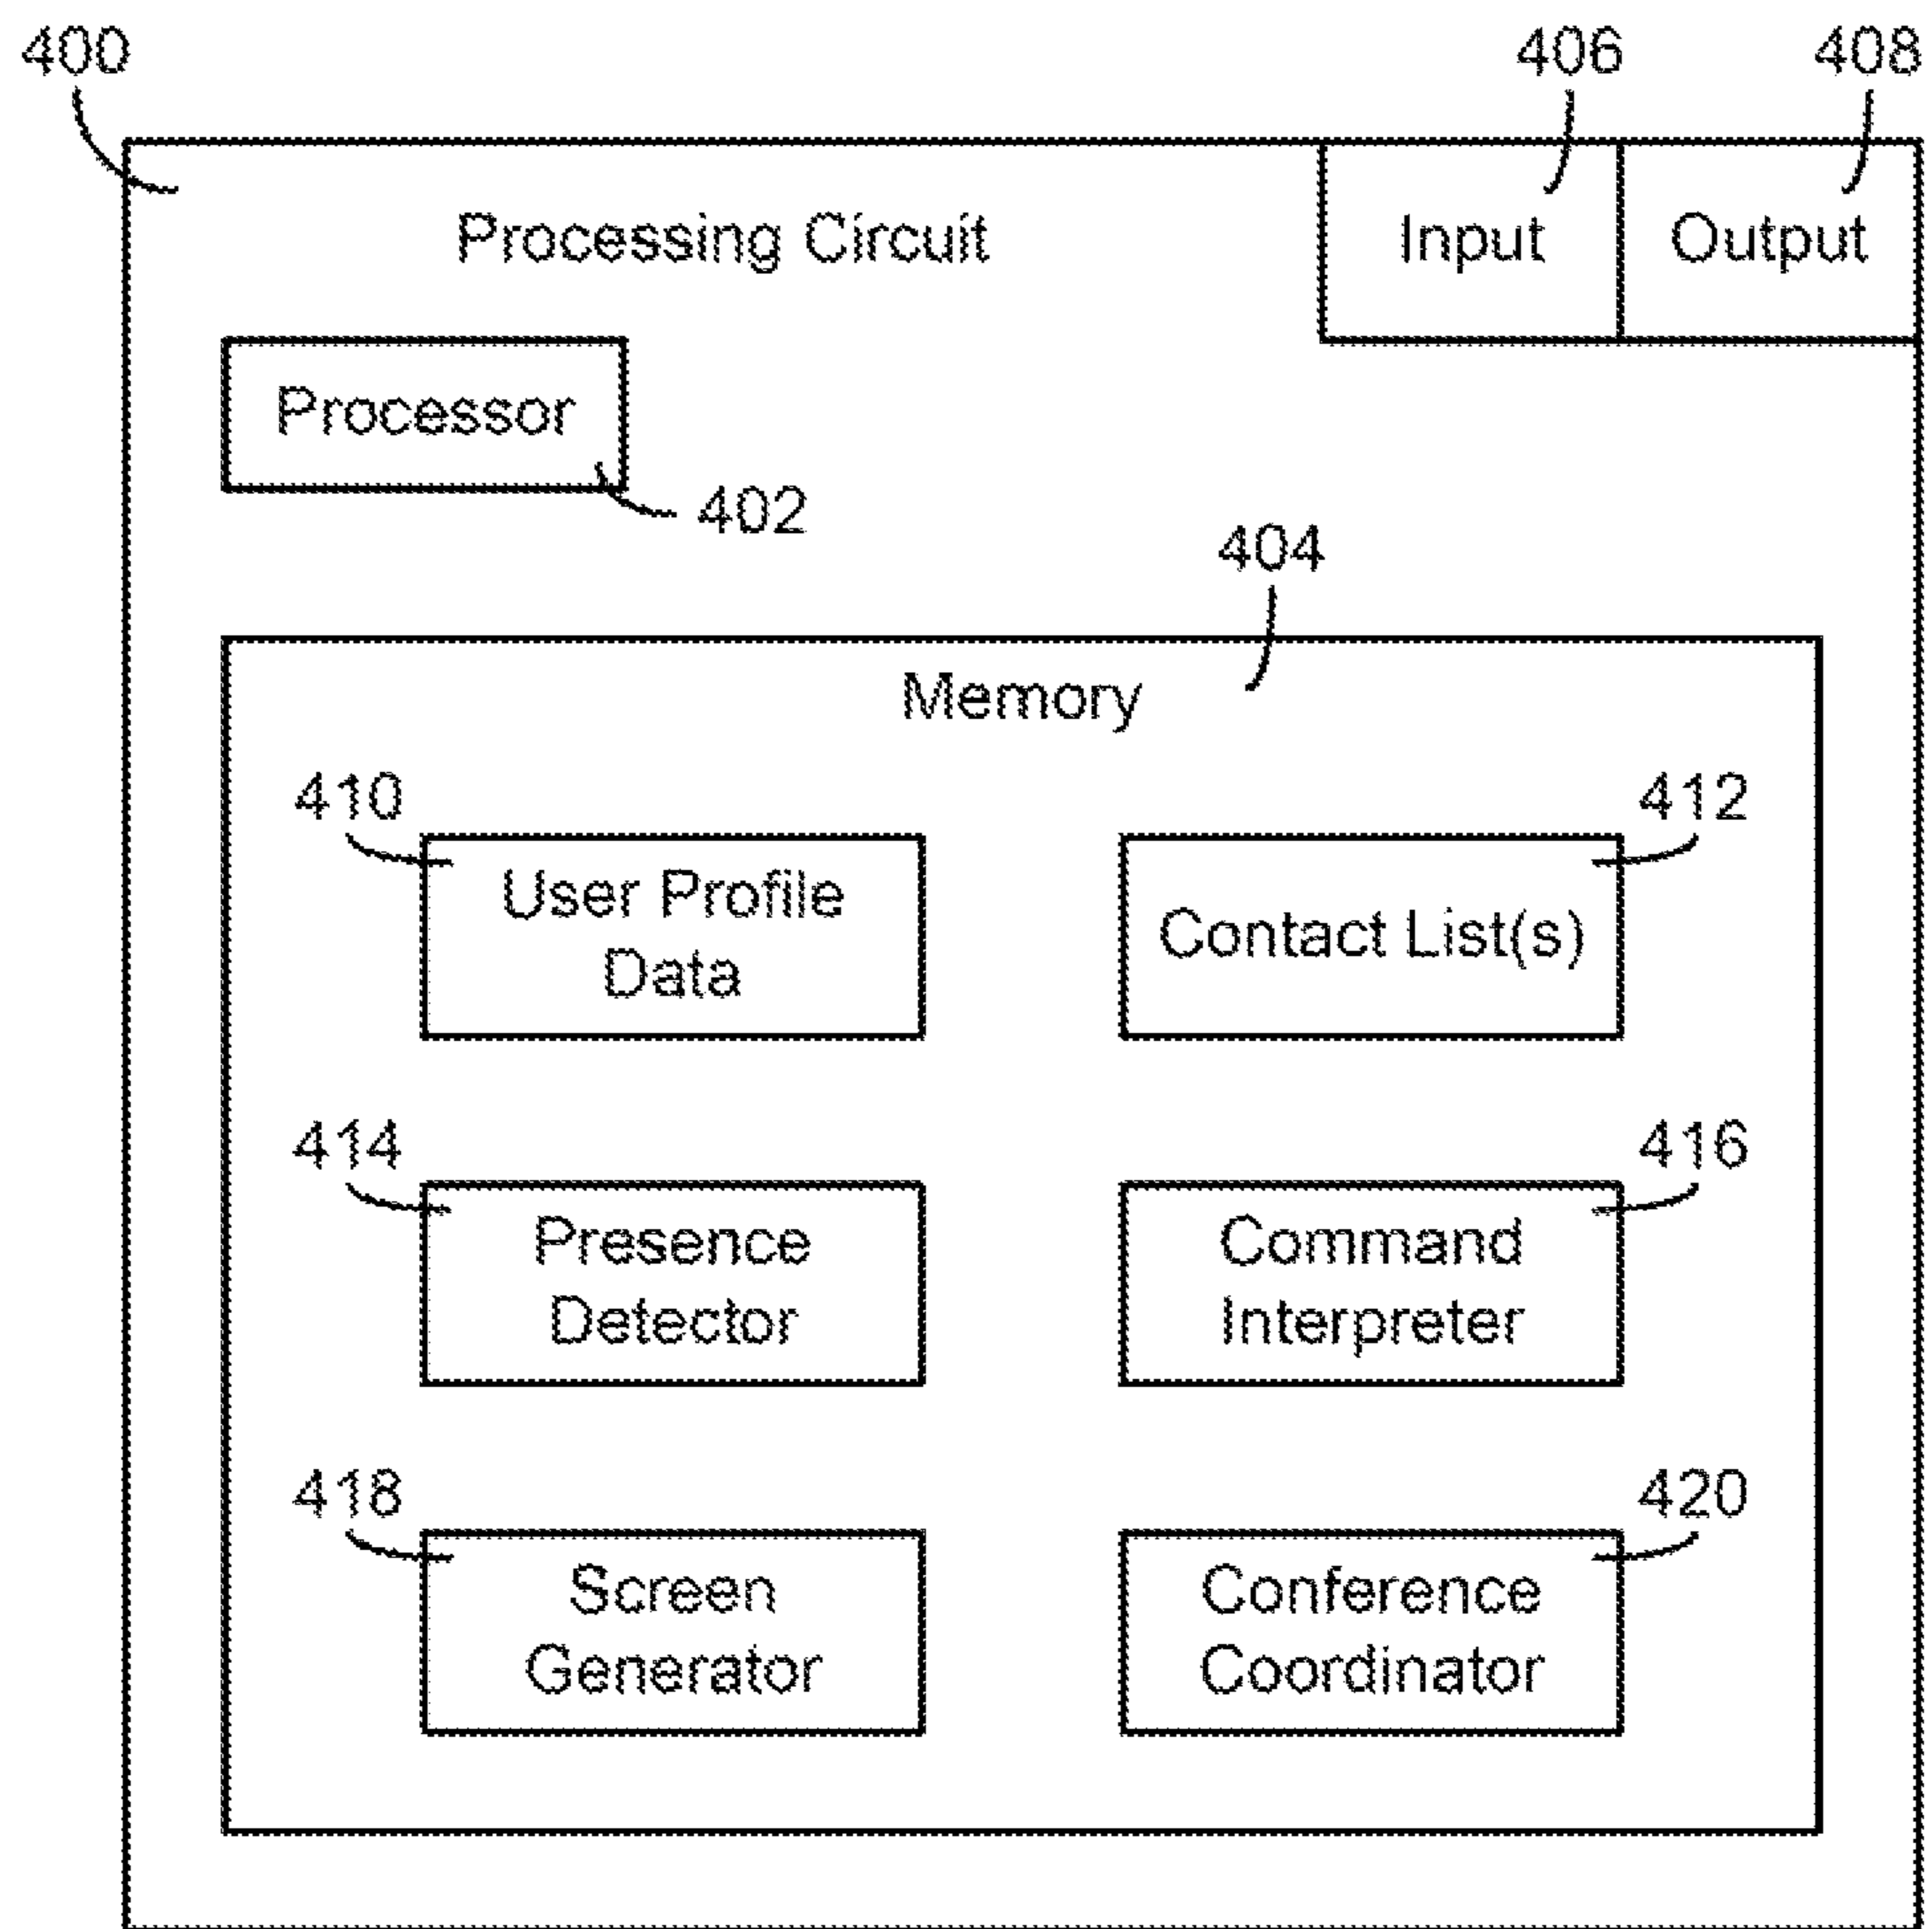 400
406
408
Processing Circuit
Input
Output
Processor
402
404
Memory
410
412
User Profile
Data
Contact List(s)
414
416
Presence
Detector
Command
Interpreter
418
420
Screen
Generator
Conference
Coordinator